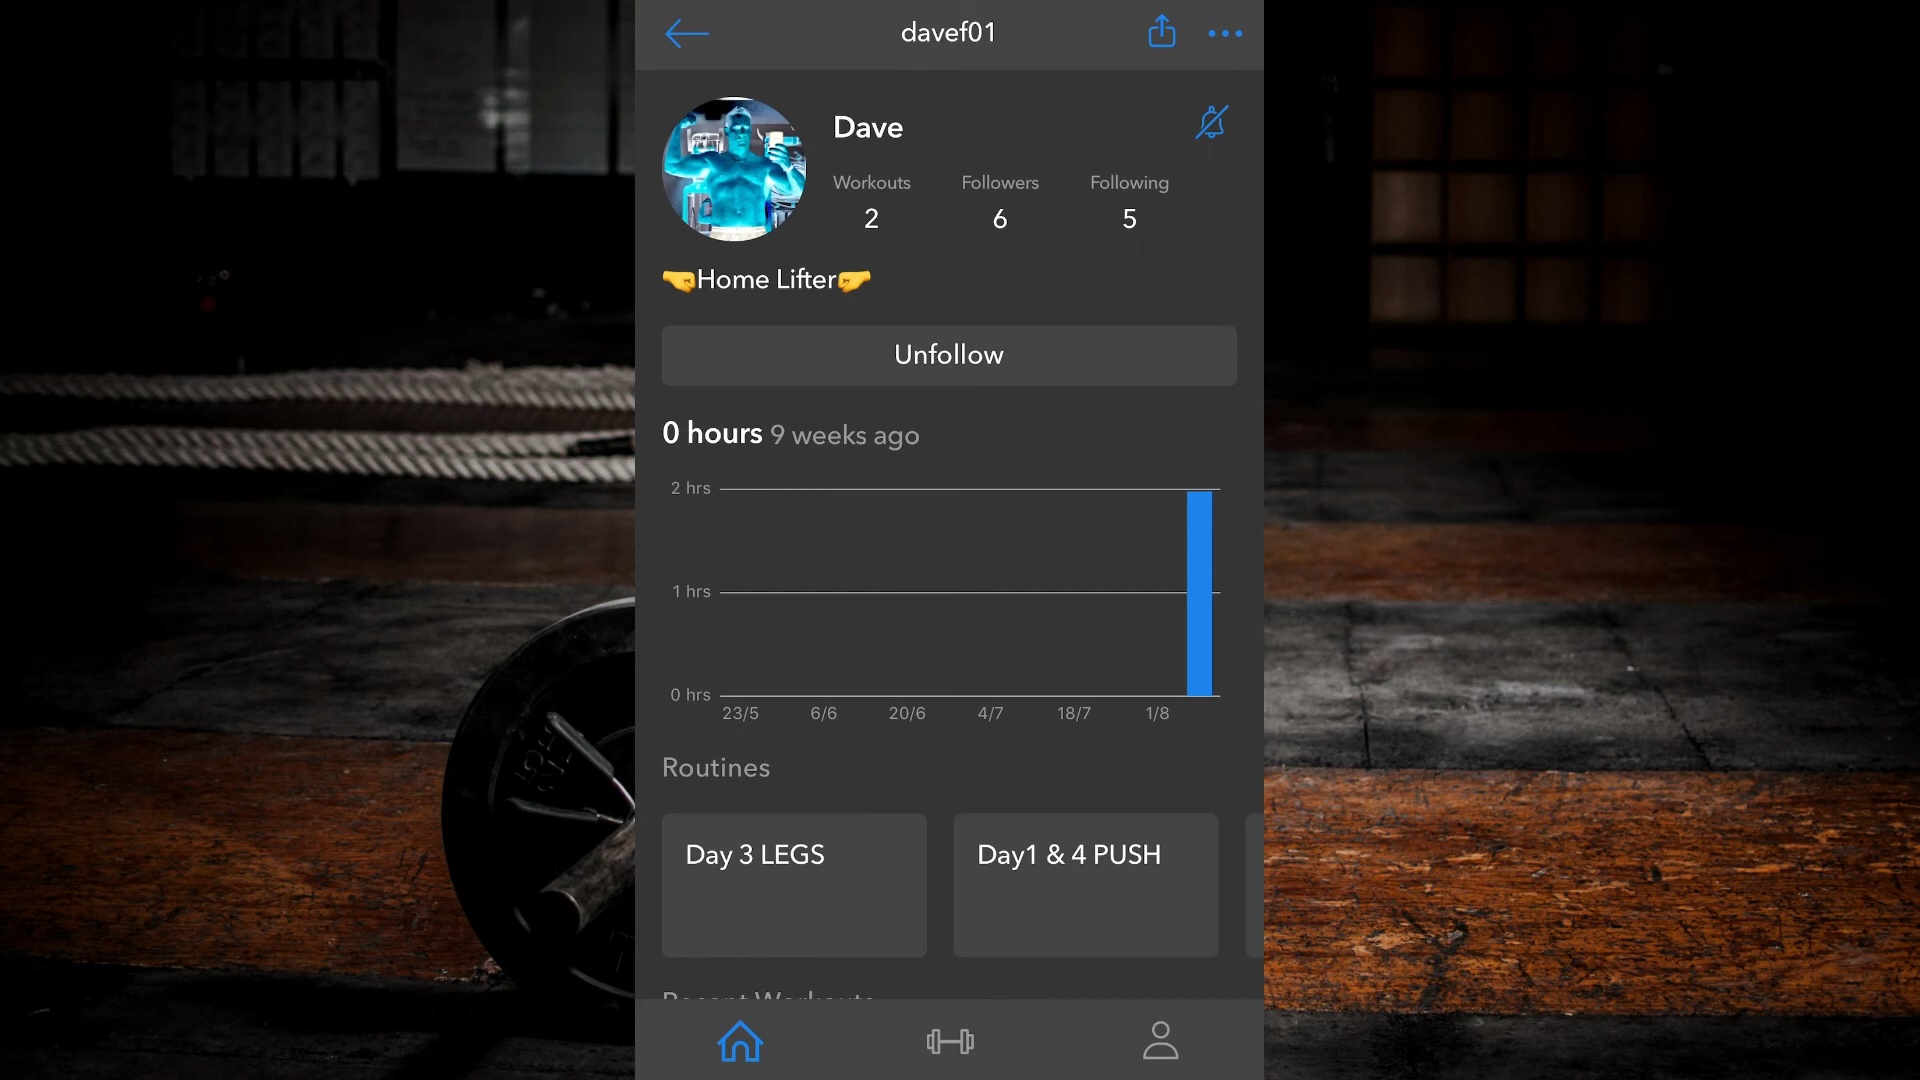 davef01
Dave
Workouts Followers Following
2 6 5
🤜Home Lifter🤛
Unfollow
0 hours 9 weeks ago
2 hrs
1 hrs
0 hrs
23/5 6/6 20/6 4/7 18/7 1/8
Routines
Day 3 LEGS
Day1 & 4 PUSH
Recent Workouts